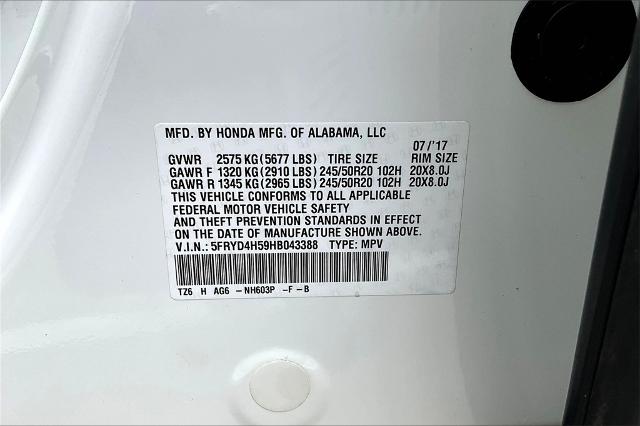 MFD. BY HONDA MFG. OF ALABAMA, LLC
07/'17
GVWR 2575 KG (5677 LBS) TIRE SIZE RIM SIZE
GAWR F 1320 KG (2910 LBS) 245/50R20 102H 20X8.0J
GAWR R 1345 KG (2965 LBS) 245/50R20 102H 20X8.0J
THIS VEHICLE CONFORMS TO ALL APPLICABLE
FEDERAL MOTOR VEHICLE SAFETY
AND THEFT PREVENTION STANDARDS IN EFFECT
ON THE DATE OF MANUFACTURE SHOWN ABOVE.
V.I.N.: 5FRYD4H59HB043388 TYPE: MPV
TZ6 H AG6 -NH603P -F-B